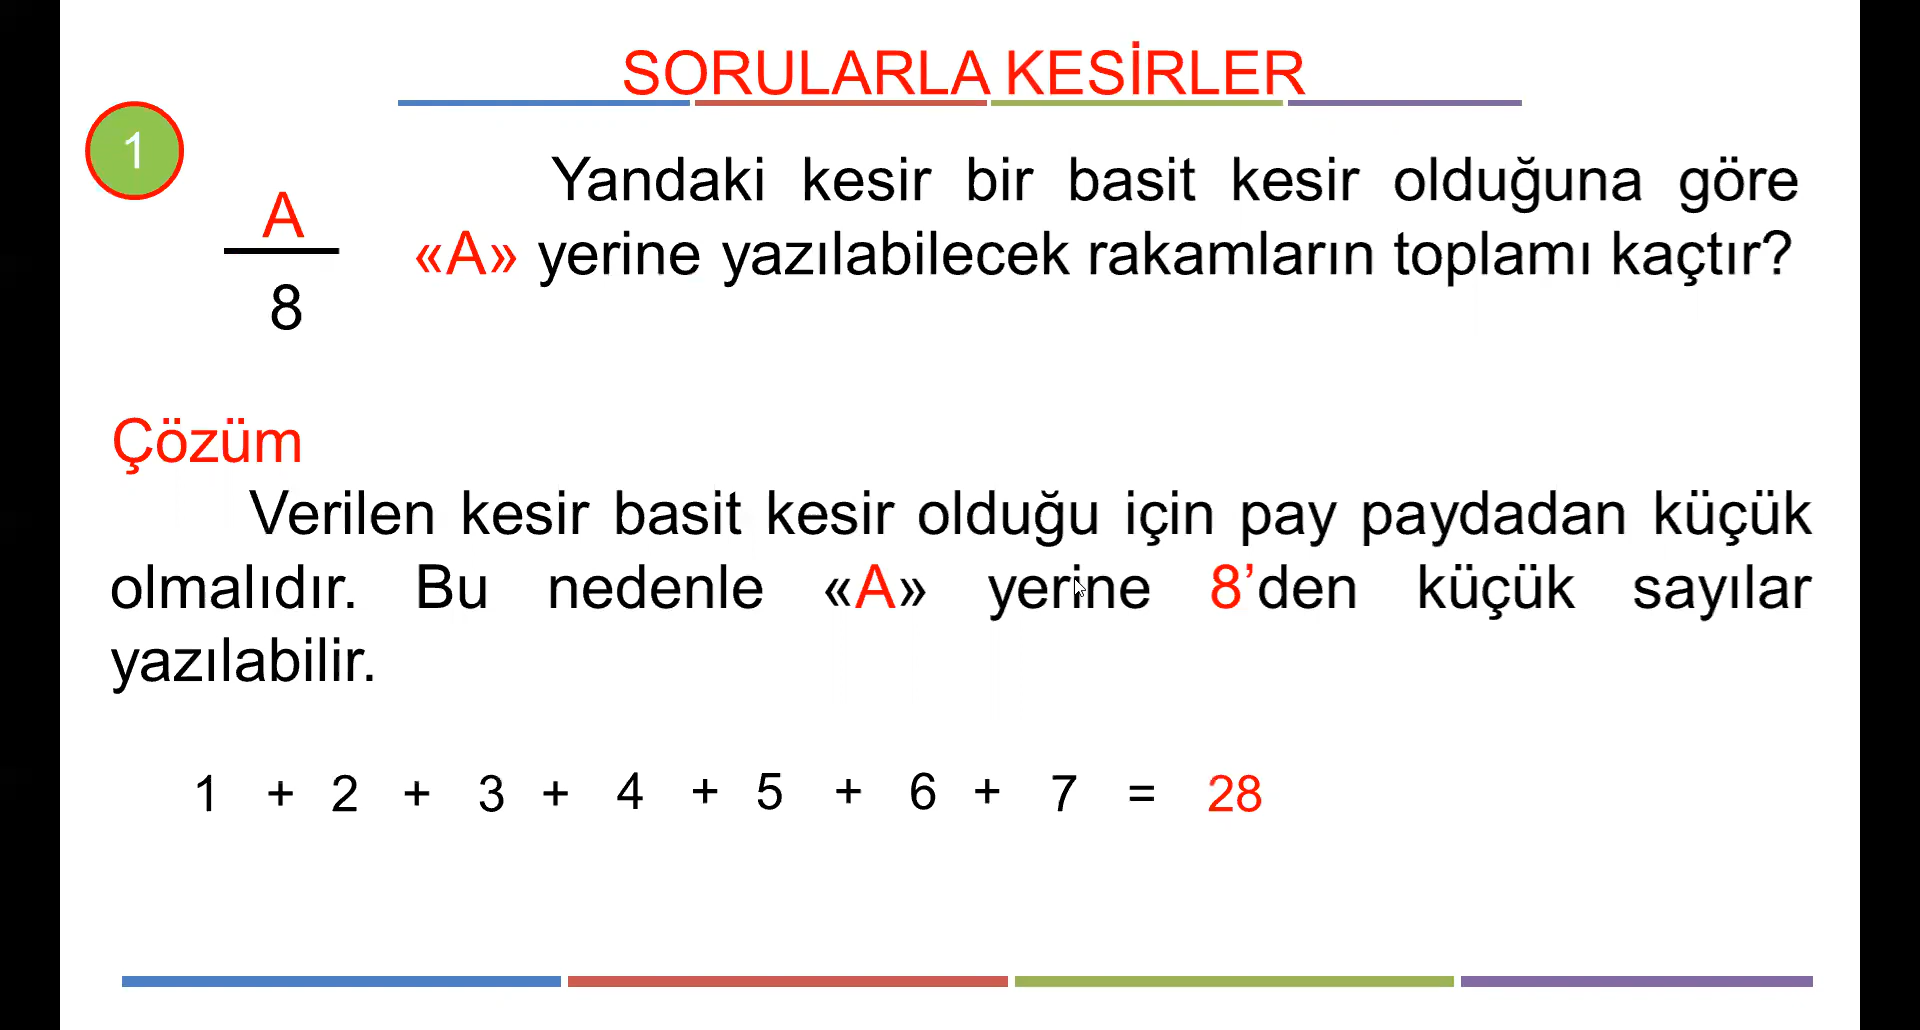 SORULARLA KESİRLER
1
A
8
Yandaki kesir bir basit kesir olduğuna göre
«A» yerine yazılabilecek rakamların toplamı kaçtır?
Çözüm
Verilen kesir basit kesir olduğu için pay paydadan küçük
olmalıdır. Bu nedenle «A» yerine 8’den küçük sayılar
yazılabilir.
1 + 2 + 3 + 4 + 5 + 6 + 7 = 28